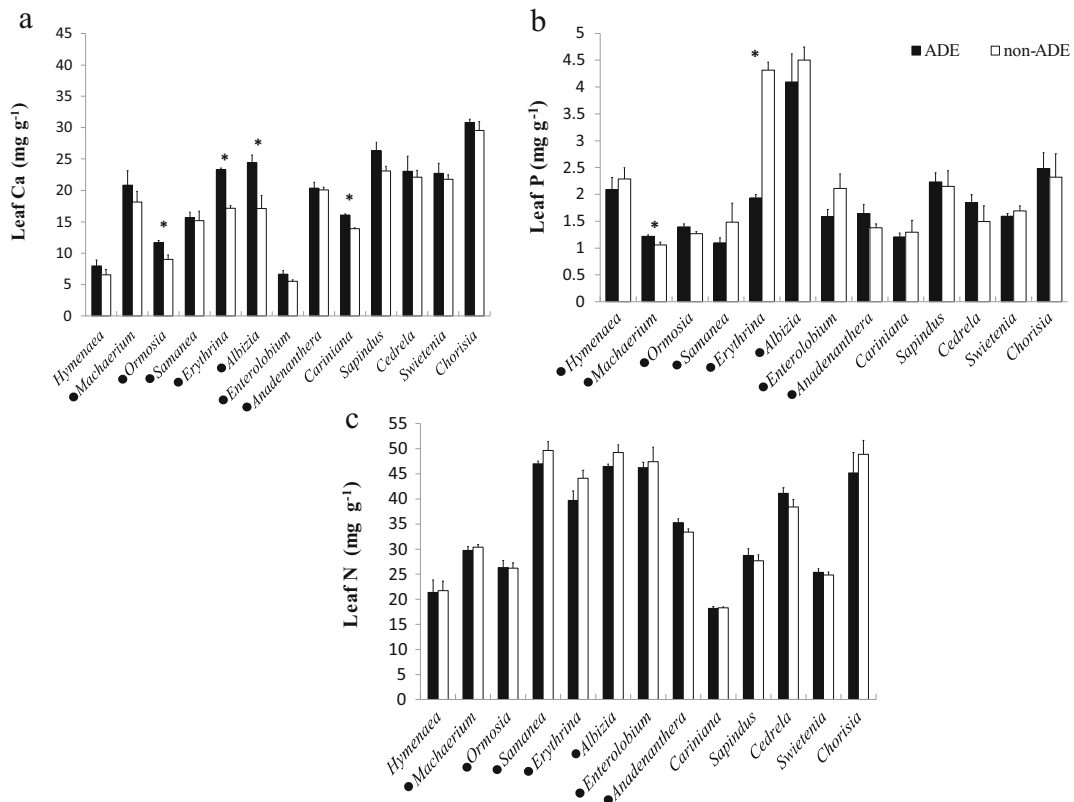 a
Leaf Ca (mg g-1)
45
40
35
30
25
20
15
10
5
0
*
*
*
*
Hymenaea
●Machaerium
●Ormosia
●Samanea
●Erythrina
●Albizia
●Enterolobium
●Anadenanthera
Cariniana
Sapindus
Cedrela
Swietenia
Chorisia
b
■ ADE □ non-ADE
Leaf P (mg g-1)
5
4.5
4
3.5
3
2.5
2
1.5
1
0.5
0
*
*
●Hymenaea
●Machaerium
●Ormosia
●Samanea
●Erythrina
●Albizia
●Enterolobium
●Anadenanthera
Cariniana
Sapindus
Cedrela
Swietenia
Chorisia
c
Leaf N (mg g-1)
55
50
45
40
35
30
25
20
15
10
5
0
Hymenaea
●Machaerium
●Ormosia
●Samanea
●Erythrina
●Albizia
●Enterolobium
●Anadenanthera
Cariniana
Sapindus
Cedrela
Swietenia
Chorisia